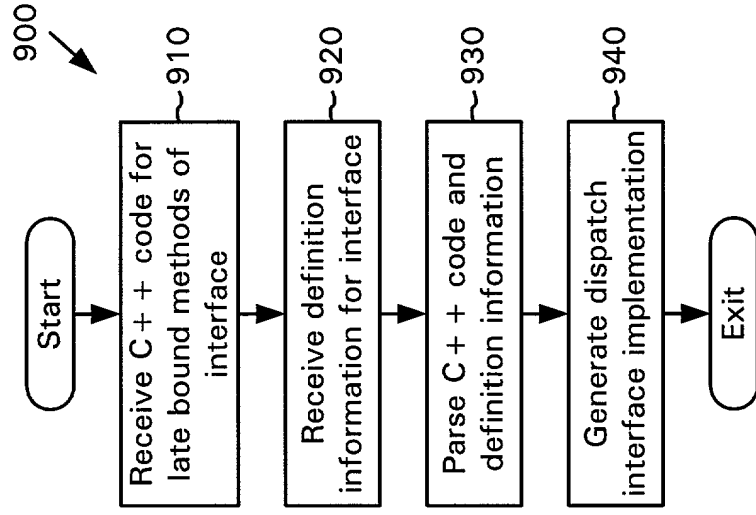 900
Start
Receive C++ code for
late bound methods of
interface
910
Receive definition
information for interface
920
Parse C++ code and
definition information
930
Generate dispatch
interface implementation
940
Exit